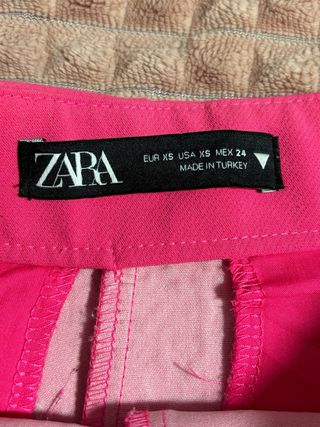 ZARA
EUR XS USA XS MEX 24
MADE IN TURKEY